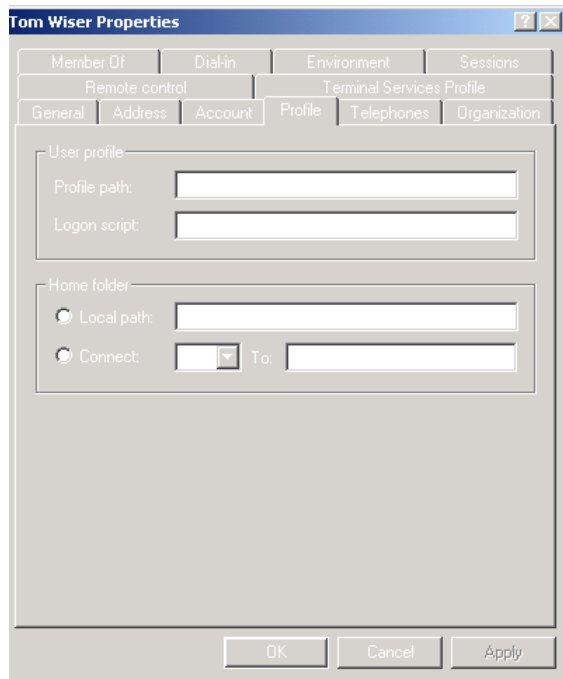 Tom Wiser Properties
Member Of Dial-in Environment Sessions
Remote control Terminal Services Profile
General Address Account Profile Telephones Organization
User profile
Profile path:
Logon script:
Home folder
Local path:
Connect: To:
OK Cancel Apply